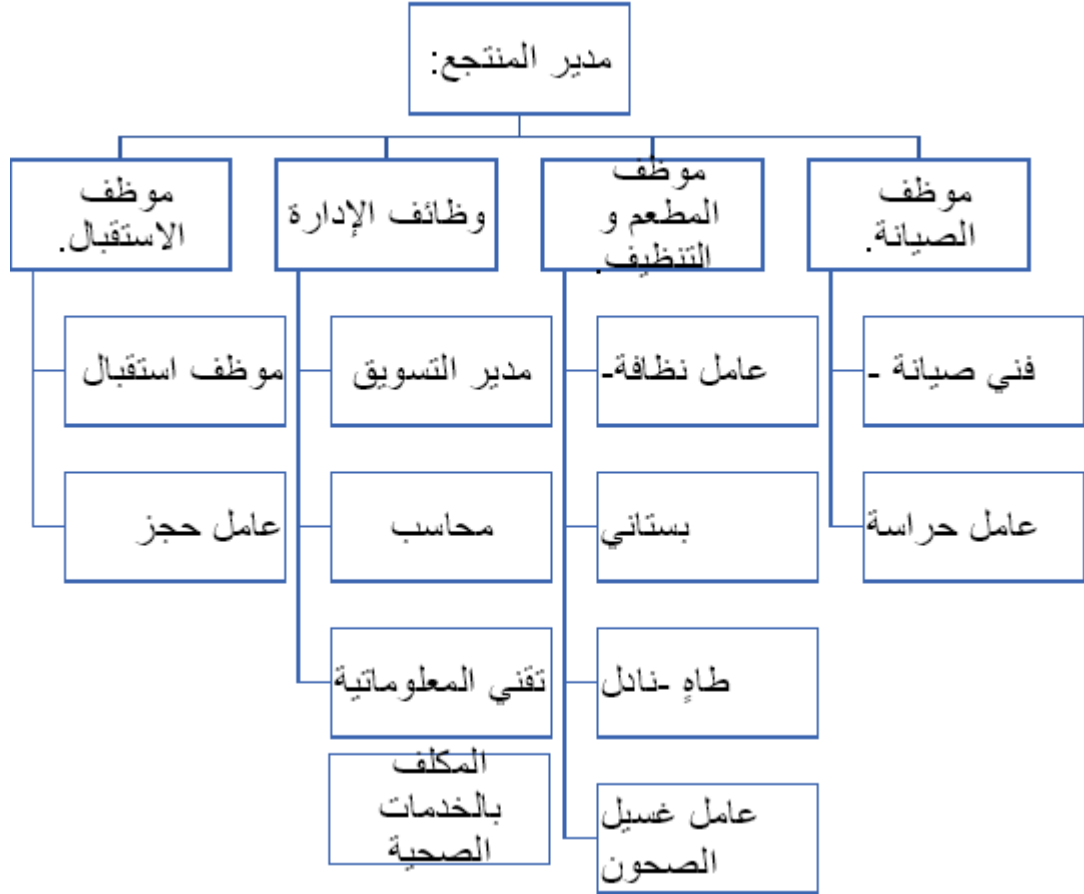 مدير المنتجع:
موظف
الصيانة.
موظف
المطعم و
التنظيف.
وظائف الإدارة
موظف
الاستقبال.
فني صيانة -
عامل حراسة
عامل نظافة-
بستاني
طاهٍ -نادل
عامل غسيل
الصحون
مدير التسويق
محاسب
تقني المعلوماتية
المكلف
بالخدمات
الصحية
موظف استقبال
عامل حجز